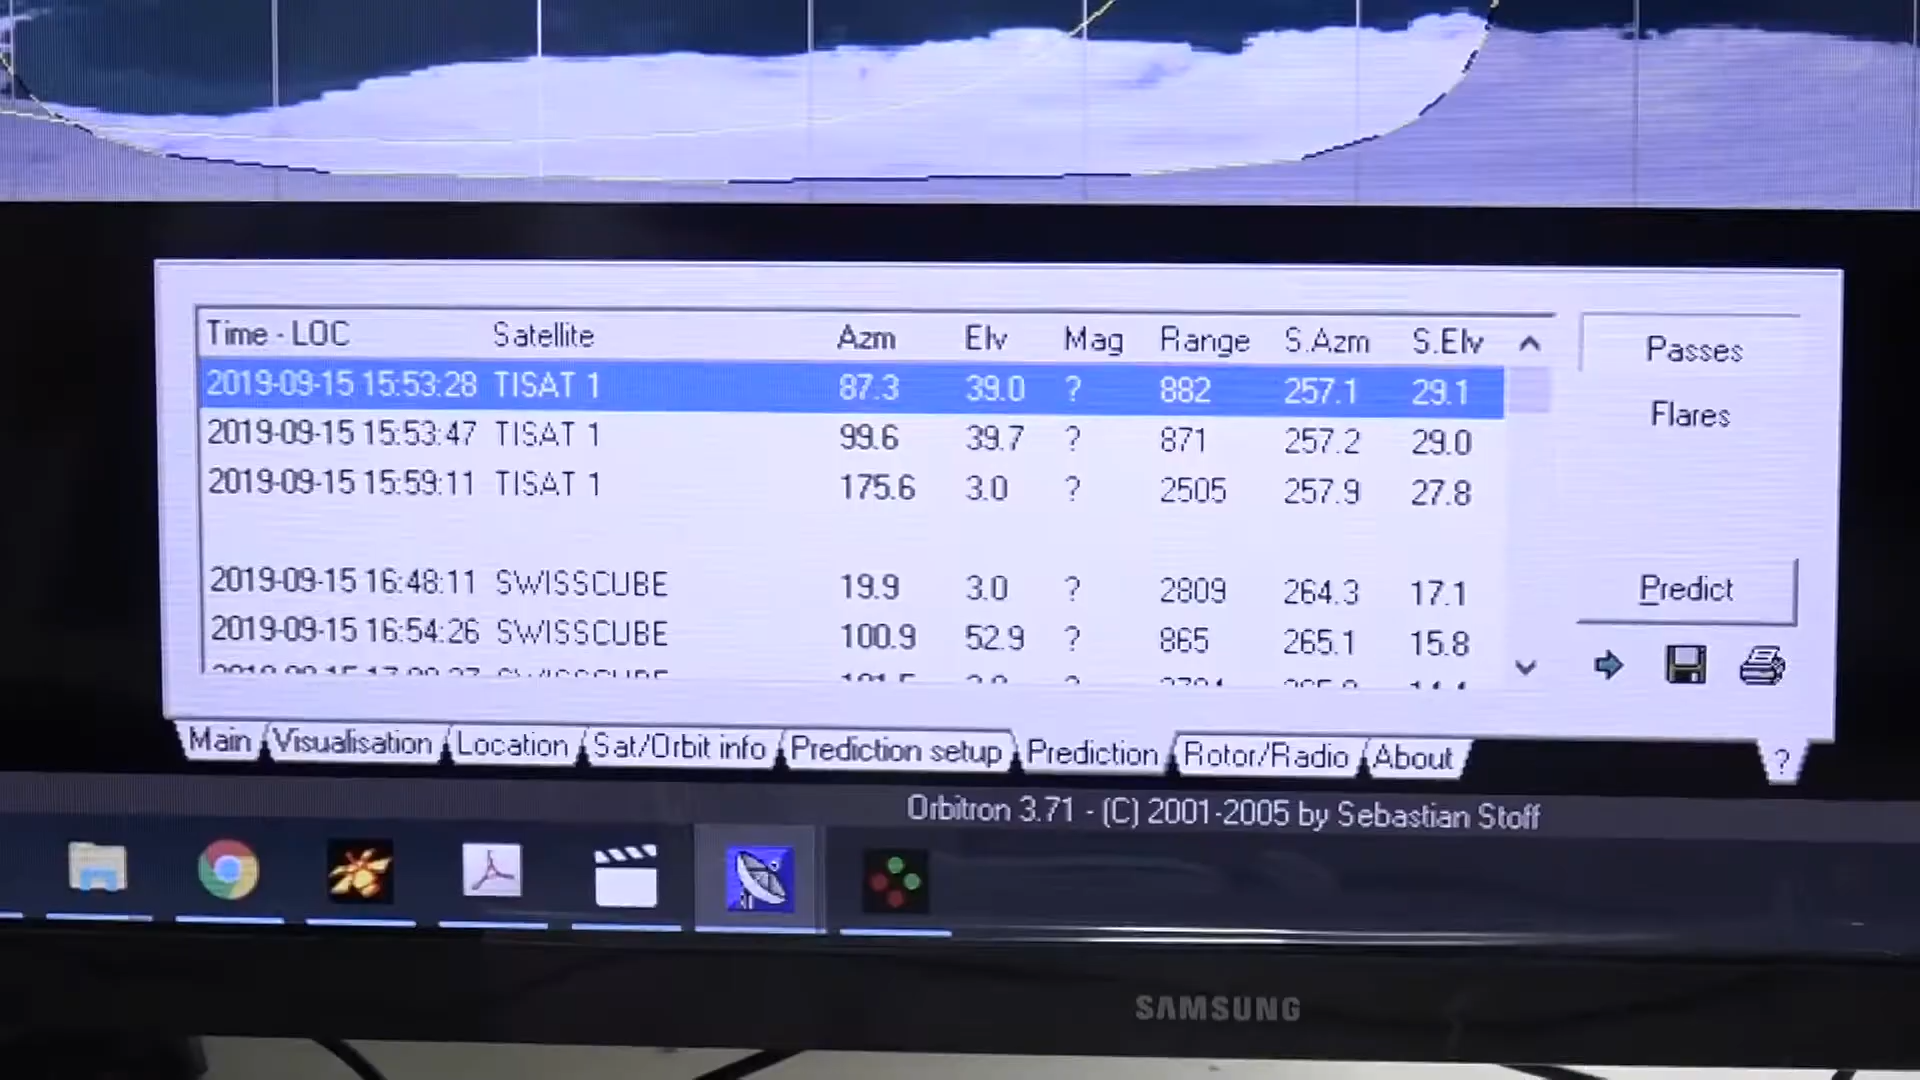 Time - LOC Satellite Azm Elv Mag Range S.Azm S.Elv
2019-09-15 15:53:28 TISAT 1 87.3 39.0 ? 882 257.1 29.1
2019-09-15 15:53:47 TISAT 1 99.6 39.7 ? 871 257.2 29.0
2019-09-15 15:59:11 TISAT 1 175.6 3.0 ? 2505 257.9 27.8
2019-09-15 16:48:11 SWISSCUBE 19.9 3.0 ? 2809 264.3 17.1
2019-09-15 16:54:26 SWISSCUBE 100.9 52.9 ? 865 265.1 15.8
Passes
Flares
Predict
Main Visualisation Location Sat/Orbit info Prediction setup Prediction Rotor/Radio About ?
Orbitron 3.71 - (C) 2001-2005 by Sebastian Stoff
SAMSUNG